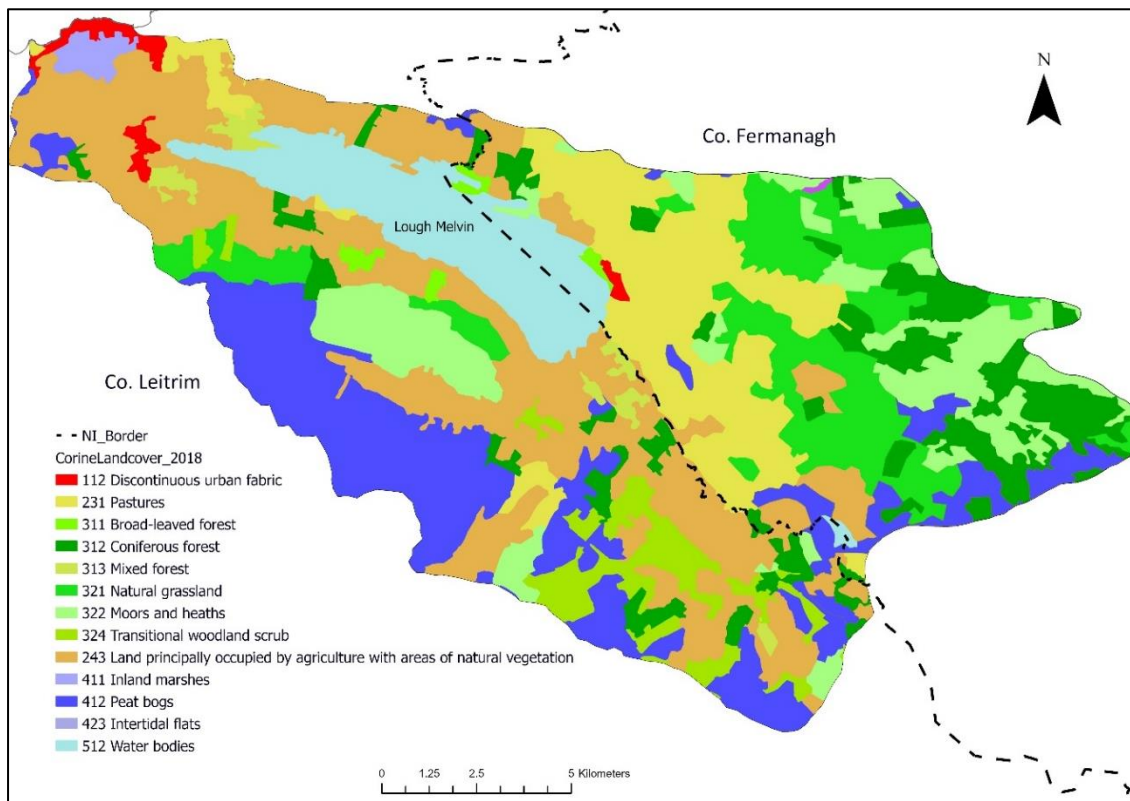 N
Co. Fermanagh
Lough Melvin
Co. Leitrim
NI_Border
CorineLandcover_2018
112 Discontinuous urban fabric
231 Pastures
311 Broad-leaved forest
312 Coniferous forest
313 Mixed forest
321 Natural grassland
322 Moors and heaths
324 Transitional woodland scrub
243 Land principally occupied by agriculture with areas of natural vegetation
411 Inland marshes
412 Peat bogs
423 Intertidal flats
512 Water bodies
0 1.25 2.5 5 Kilometers